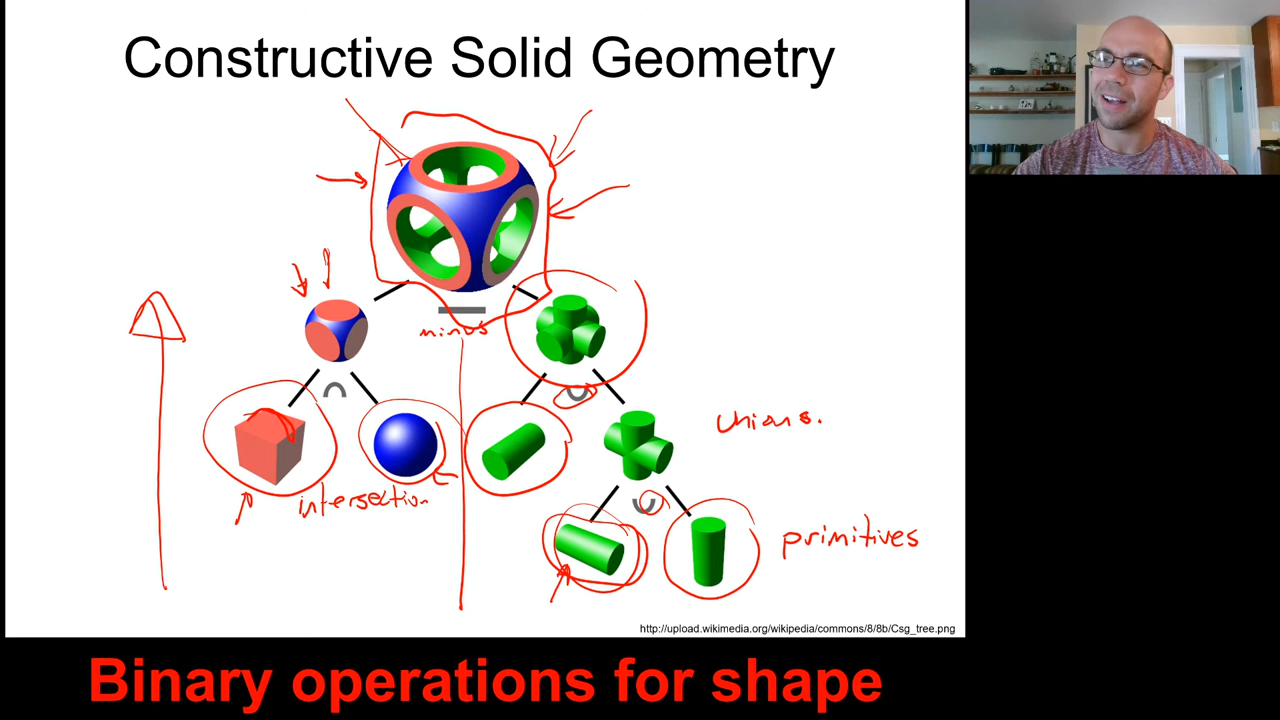 Constructive Solid Geometry
minus
unions.
intersection
primitives
http://upload.wikimedia.org/wikipedia/commons/8/8b/Csg_tree.png
Binary operations for shape